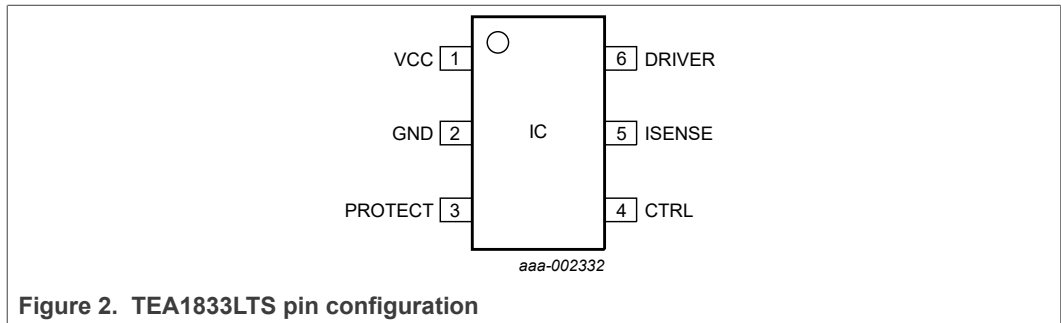 VCC 1 6 DRIVER
GND 2 IC 5 ISENSE
PROTECT 3 4 CTRL
aaa-002332
Figure 2. TEA1833LTS pin configuration